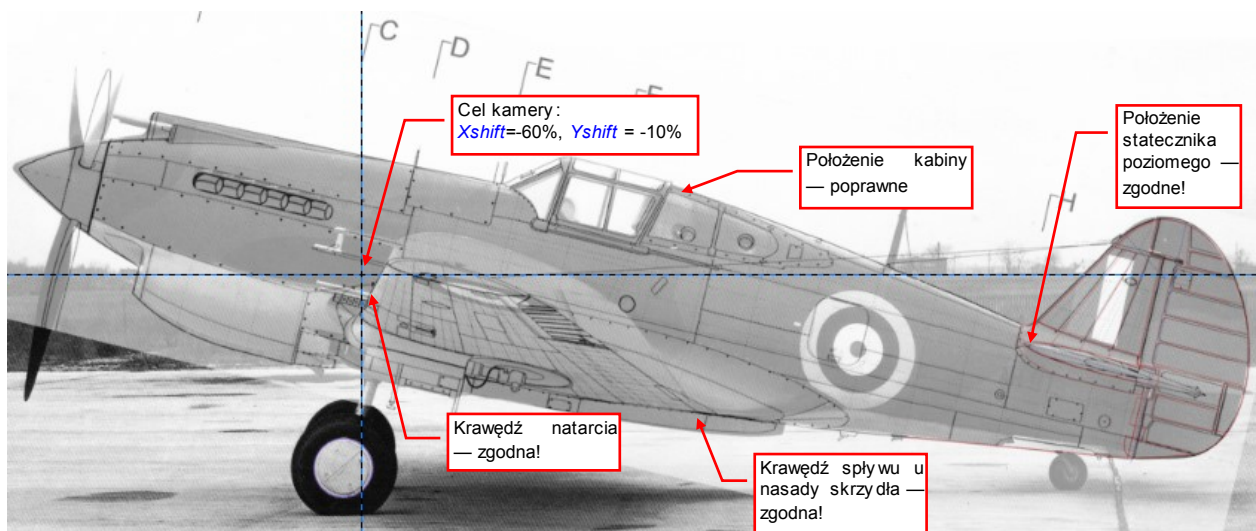 C
D
E
F
H
Cel kamery:
Xshift=-60%, Yshift = -10%
Położenie kabiny
— poprawne
Położenie
statecznika
poziomego —
zgodne!
Krawędź natarcia
— zgodna!
Krawędź spływu u
nasady skrzydła —
zgodna!